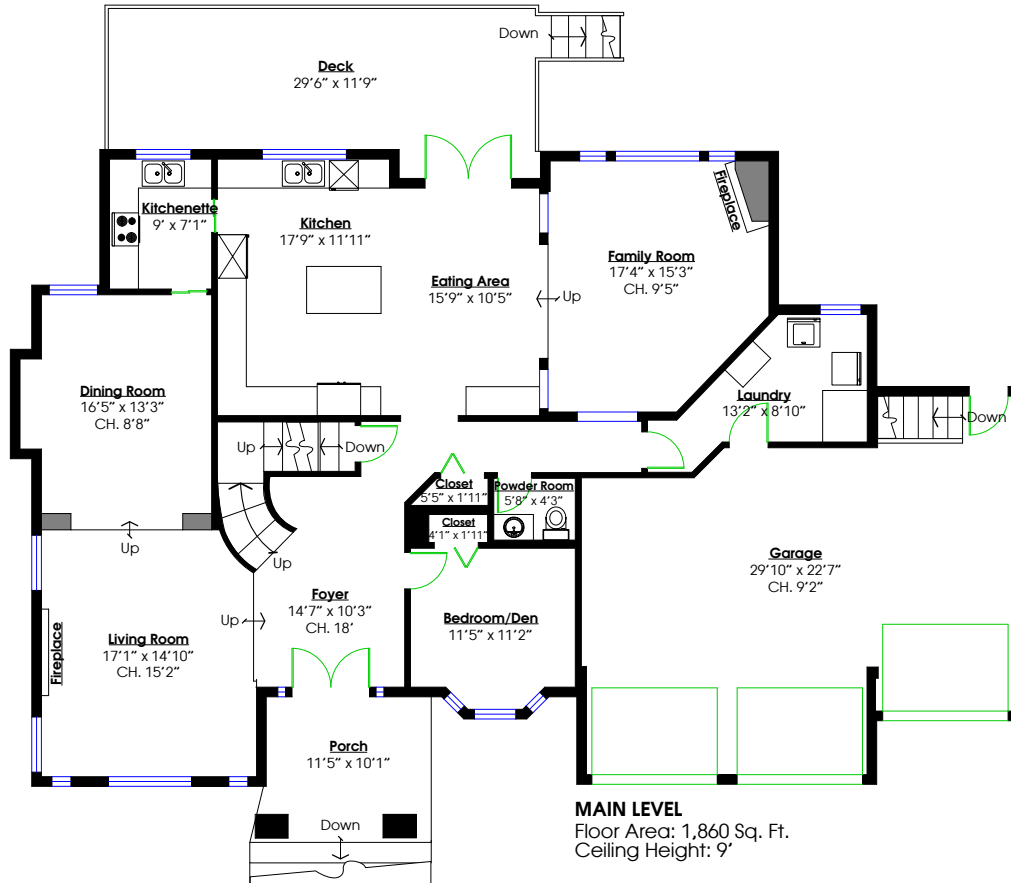 Down
Deck
29'6" x 11'9"
Kitchenette
9' x 7'1"
Kitchen
17'9" x 11'11"
Fireplace
Family Room
17'4" x 15'3"
CH. 9'5"
Eating Area
15'9" x 10'5"
Up
Dining Room
16'5" x 13'3"
CH. 8'8"
Laundry
13'2" x 8'10"
Down
Up
Down
Closet
5'5" x 1'11"
Powder Room
5'8" x 4'3"
Closet
4'1" x 1'11"
Up
Up
Garage
29'10" x 22'7"
CH. 9'2"
Foyer
14'7" x 10'3"
CH. 18'
Up
Bedroom/Den
11'5" x 11'2"
Living Room
17'1" x 14'10"
CH. 15'2"
Fireplace
Porch
11'5" x 10'1"
Down
MAIN LEVEL
Floor Area: 1,860 Sq. Ft.
Ceiling Height: 9'